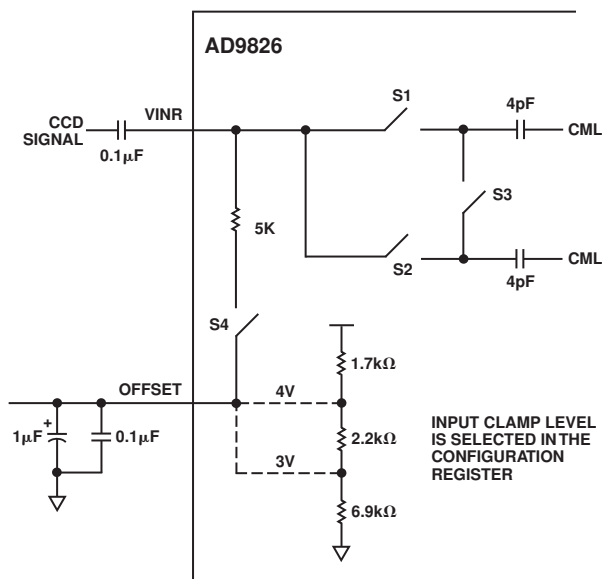 AD9826
S1
4pF
CCD
SIGNAL
VINR
CML
0.1μF
S3
5K
S2
CML
4pF
S4
1.7kΩ
OFFSET
4V
+
1μF
0.1μF
2.2kΩ
INPUT CLAMP LEVEL
IS SELECTED IN THE
CONFIGURATION
REGISTER
3V
6.9kΩ